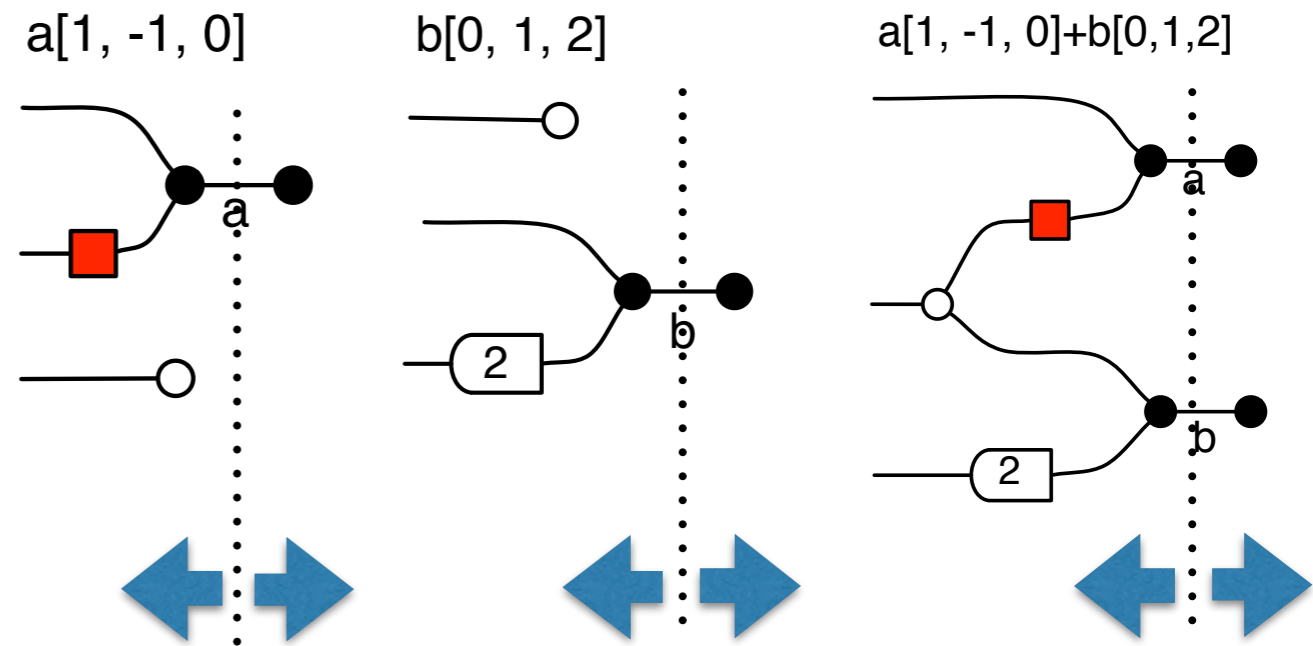 a[1, -1, 0]
a
b[0, 1, 2]
2
b
a[1, -1, 0]+b[0,1,2]
a
b
2